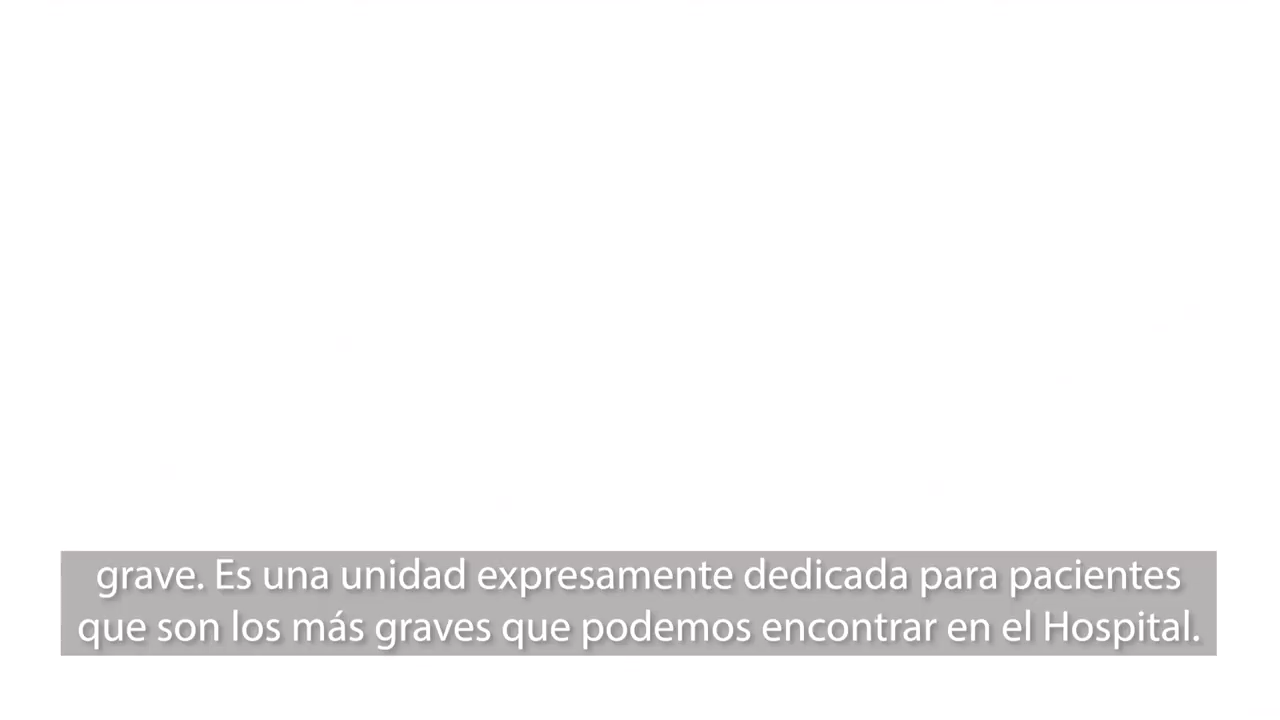 grave. Es una unidad expresamente dedicada para pacientes
que son los más graves que podemos encontrar en el Hospital.